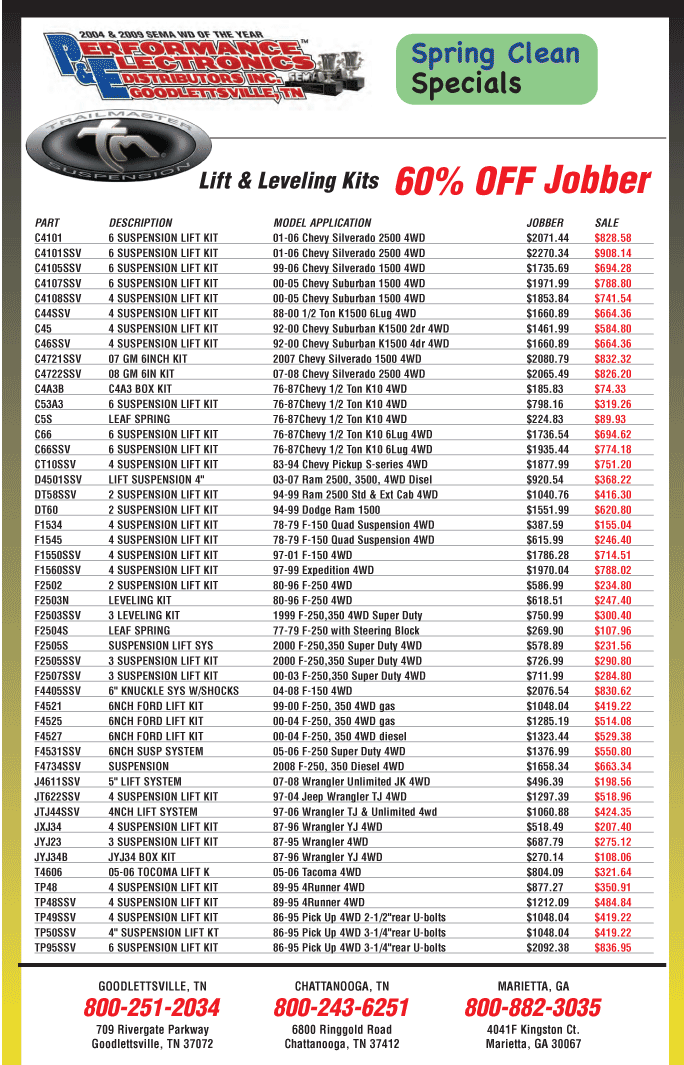 2004 & 2009 SEMA WD OF THE YEAR
PERFORMANCE™
& ELECTRONICS
DISTRIBUTORS INC.
GOODLETTSVILLE, TN
SEMA
Spring Clean
Specials
TRAILMASTER
tm
SUSPENSION
Lift & Leveling Kits 60% OFF Jobber
PART DESCRIPTION MODEL APPLICATION JOBBER SALE
C4101 6 SUSPENSION LIFT KIT 01-06 Chevy Silverado 2500 4WD $2071.44 $828.58
C4101SSV 6 SUSPENSION LIFT KIT 01-06 Chevy Silverado 2500 4WD $2270.34 $908.14
C4105SSV 6 SUSPENSION LIFT KIT 99-06 Chevy Silverado 1500 4WD $1735.69 $694.28
C4107SSV 6 SUSPENSION LIFT KIT 00-05 Chevy Suburban 1500 4WD $1971.99 $788.80
C4108SSV 4 SUSPENSION LIFT KIT 00-05 Chevy Suburban 1500 4WD $1853.84 $741.54
C44SSV 4 SUSPENSION LIFT KIT 88-00 1/2 Ton K1500 6Lug 4WD $1660.89 $664.36
C45 4 SUSPENSION LIFT KIT 92-00 Chevy Suburban K1500 2dr 4WD $1461.99 $584.80
C46SSV 4 SUSPENSION LIFT KIT 92-00 Chevy Suburban K1500 4dr 4WD $1660.89 $664.36
C4721SSV 07 GM 6INCH KIT 2007 Chevy Silverado 1500 4WD $2080.79 $832.32
C4722SSV 08 GM 6IN KIT 07-08 Chevy Silverado 2500 4WD $2065.49 $826.20
C4A3B C4A3 BOX KIT 76-87Chevy 1/2 Ton K10 4WD $185.83 $74.33
C53A3 6 SUSPENSION LIFT KIT 76-87Chevy 1/2 Ton K10 4WD $798.16 $319.26
C5S LEAF SPRING 76-87Chevy 1/2 Ton K10 4WD $224.83 $89.93
C66 6 SUSPENSION LIFT KIT 76-87Chevy 1/2 Ton K10 6Lug 4WD $1736.54 $694.62
C66SSV 6 SUSPENSION LIFT KIT 76-87Chevy 1/2 Ton K10 6Lug 4WD $1935.44 $774.18
CT10SSV 4 SUSPENSION LIFT KIT 83-94 Chevy Pickup S-series 4WD $1877.99 $751.20
D4501SSV LIFT SUSPENSION 4" 03-07 Ram 2500, 3500, 4WD Disel $920.54 $368.22
DT58SSV 2 SUSPENSION LIFT KIT 94-99 Ram 2500 Std & Ext Cab 4WD $1040.76 $416.30
DT60 2 SUSPENSION LIFT KIT 94-99 Dodge Ram 1500 $1551.99 $620.80
F1534 4 SUSPENSION LIFT KIT 78-79 F-150 Quad Suspension 4WD $387.59 $155.04
F1545 4 SUSPENSION LIFT KIT 78-79 F-150 Quad Suspension 4WD $615.99 $246.40
F1550SSV 4 SUSPENSION LIFT KIT 97-01 F-150 4WD $1786.28 $714.51
F1560SSV 4 SUSPENSION LIFT KIT 97-99 Expedition 4WD $1970.04 $788.02
F2502 2 SUSPENSION LIFT KIT 80-96 F-250 4WD $586.99 $234.80
F2503N LEVELING KIT 80-96 F-250 4WD $618.51 $247.40
F2503SSV 3 LEVELING KIT 1999 F-250,350 4WD Super Duty $750.99 $300.40
F2504S LEAF SPRING 77-79 F-250 with Steering Block $269.90 $107.96
F2505S SUSPENSION LIFT SYS 2000 F-250,350 Super Duty 4WD $578.89 $231.56
F2505SSV 3 SUSPENSION LIFT KIT 2000 F-250,350 Super Duty 4WD $726.99 $290.80
F2507SSV 3 SUSPENSION LIFT KIT 00-03 F-250,350 Super Duty 4WD $711.99 $284.80
F4405SSV 6" KNUCKLE SYS W/SHOCKS 04-08 F-150 4WD $2076.54 $830.62
F4521 6NCH FORD LIFT KIT 99-00 F-250, 350 4WD gas $1048.04 $419.22
F4525 6NCH FORD LIFT KIT 00-04 F-250, 350 4WD gas $1285.19 $514.08
F4527 6NCH FORD LIFT KIT 00-04 F-250, 350 4WD diesel $1323.44 $529.38
F4531SSV 6NCH SUSP SYSTEM 05-06 F-250 Super Duty 4WD $1376.99 $550.80
F4734SSV SUSPENSION 2008 F-250, 350 Diesel 4WD $1658.34 $663.34
J4611SSV 5" LIFT SYSTEM 07-08 Wrangler Unlimited JK 4WD $496.39 $198.56
JT622SSV 4 SUSPENSION LIFT KIT 97-04 Jeep Wrangler TJ 4WD $1297.39 $518.96
JTJ44SSV 4NCH LIFT SYSTEM 97-06 Wrangler TJ & Unlimited 4wd $1060.88 $424.35
JXJ34 4 SUSPENSION LIFT KIT 87-96 Wrangler YJ 4WD $518.49 $207.40
JYJ23 3 SUSPENSION LIFT KIT 87-95 Wrangler 4WD $687.79 $275.12
JYJ34B JYJ34 BOX KIT 87-96 Wrangler YJ 4WD $270.14 $108.06
T4606 05-06 TOCOMA LIFT K 05-06 Tacoma 4WD $804.09 $321.64
TP48 4 SUSPENSION LIFT KIT 89-95 4Runner 4WD $877.27 $350.91
TP48SSV 4 SUSPENSION LIFT KIT 89-95 4Runner 4WD $1212.09 $484.84
TP49SSV 4 SUSPENSION LIFT KIT 86-95 Pick Up 4WD 2-1/2"rear U-bolts $1048.04 $419.22
TP50SSV 4" SUSPENSION LIFT KT 86-95 Pick Up 4WD 3-1/4"rear U-bolts $1048.04 $419.22
TP95SSV 6 SUSPENSION LIFT KIT 86-95 Pick Up 4WD 3-1/4"rear U-bolts $2092.38 $836.95
GOODLETTSVILLE, TN CHATTANOOGA, TN MARIETTA, GA
800-251-2034 800-243-6251 800-882-3035
709 Rivergate Parkway 6800 Ringgold Road 4041F Kingston Ct.
Goodlettsville, TN 37072 Chattanooga, TN 37412 Marietta, GA 30067